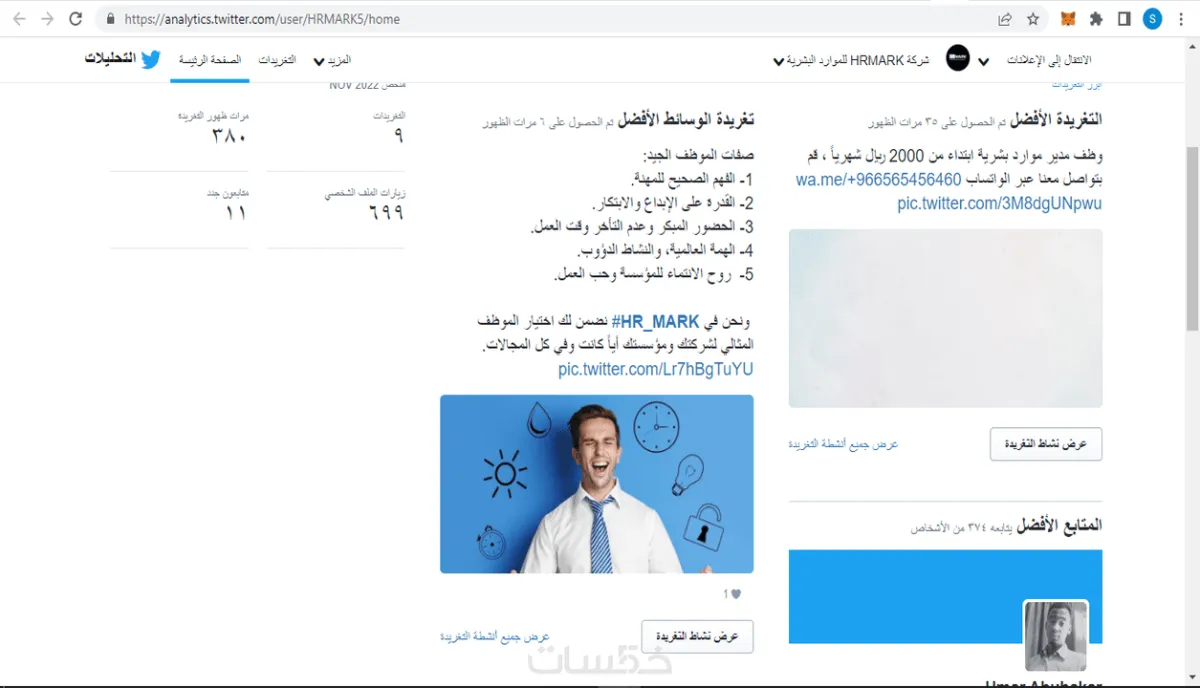 https://analytics.twitter.com/user/HRMARK5/home
S
الانتقال إلى الإعلانات
شركة HRMARK للموارد البشرية
المزيد
التغريدات
الصفحة الرئيسة
التحليلات
أبرز التغريدات
التغريدة الأفضل تم الحصول على ٣٥ مرات الظهور
وظف مدير موارد بشرية ابتداء من 2000 ريال شهرياً ، قم
بتواصل معنا عبر الواتساب wa.me/+966565456460
pic.twitter.com/3M8dgUNpwu
عرض نشاط التغريدة
عرض جميع أنشطة التغريدة
المتابع الأفضل يتابعه ٣٧٤ من الأشخاص
Umar Abubakar
تغريدة الوسائط الأفضل تم الحصول على ٦ مرات الظهور
صفات الموظف الجيد:
1- الفهم الصحيح للمهنة.
2- القدرة على الإبداع والابتكار.
3- الحضور المبكر وعدم التأخر وقت العمل.
4- الهمة العالمية، والنشاط الدؤوب.
5- روح الانتماء للمؤسسة وحب العمل.
ونحن في #HR_MARK نضمن لك اختيار الموظف
المثالي لشركتك ومؤسستك أياً كانت وفي كل المجالات.
pic.twitter.com/Lr7hBgTuYU
1
عرض نشاط التغريدة
عرض جميع أنشطة التغريدة
ملخص NOV 2022
التغريدات
٩
مرات ظهور التغريدة
٣٨٠
زيارات الملف الشخصي
٦٩٩
متابعون جدد
١١
خمسات